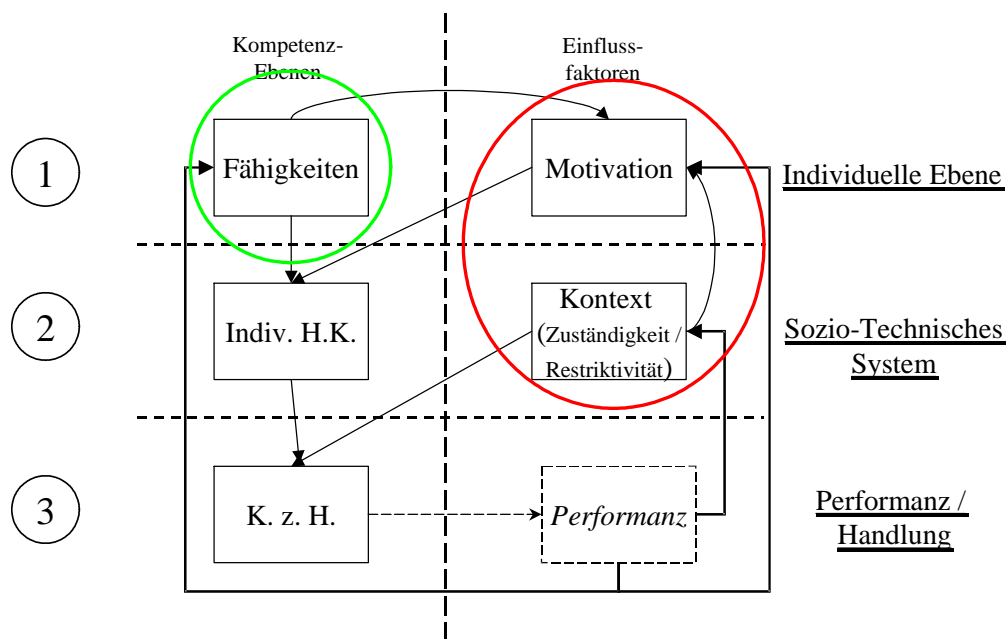 Kompetenz-
Ebenen
Einfluss-
faktoren
1
Fähigkeiten
Motivation
Individuelle Ebene
2
Indiv. H.K.
Kontext
(Zuständigkeit /
Restriktivität)
Sozio-Technisches
System
3
K. z. H.
Performanz
Performanz /
Handlung